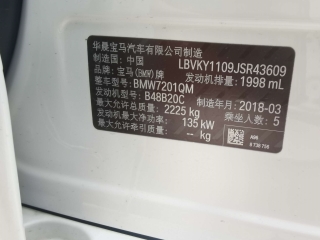 华晨宝马汽车有限公司制造
制造国: 中国 LBVKY1109JSR43609
品牌: 宝马(BMW)牌 发动机排量: 1998 mL
整车型号: BMW7201QM
发动机型号: B48B20C 制造年月: 2018-03
最大允许总质量: 2225 kg 乘坐人数: 5
发动机最大净功率: 135 kW
最大允许牵引质量: -- kg